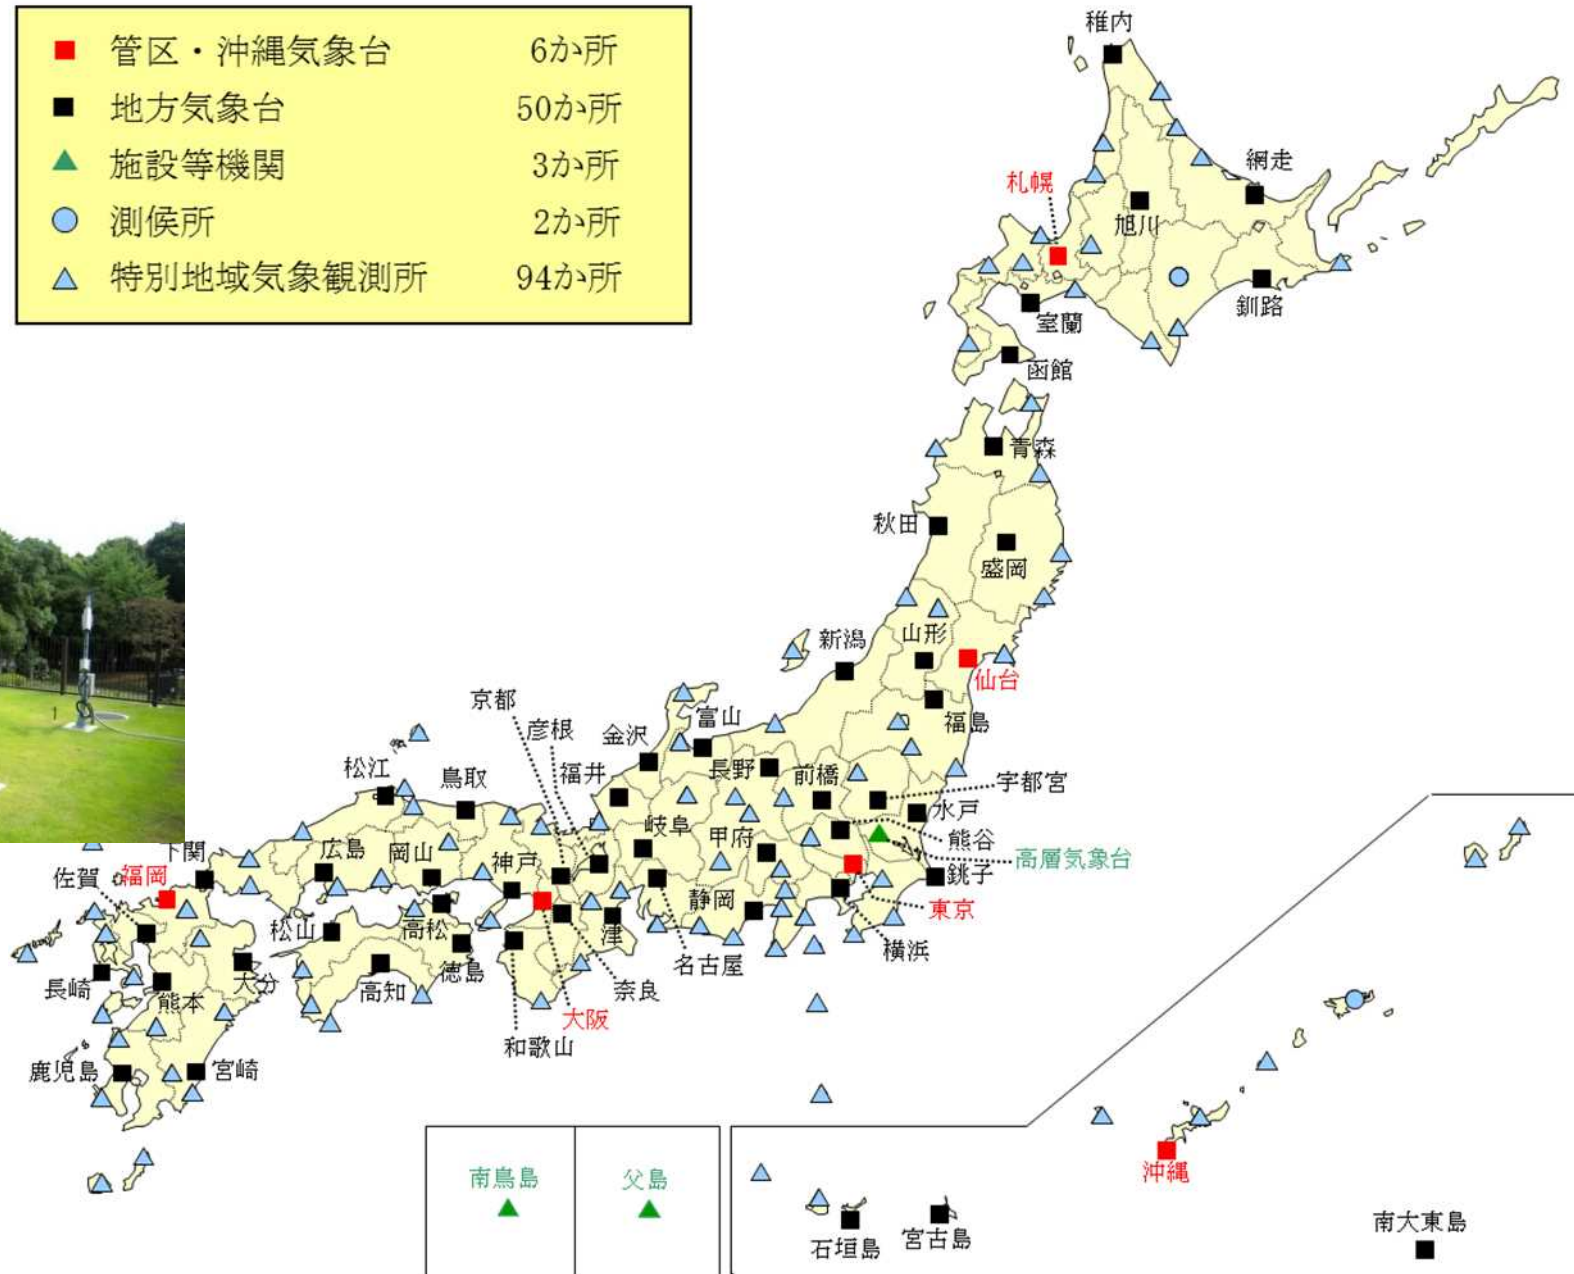 管区・沖縄気象台 6か所
地方気象台 50か所
施設等機関 3か所
測候所 2か所
特別地域気象観測所 94か所
稚内
網走
札幌
旭川
釧路
室蘭
函館
青森
秋田
盛岡
山形
新潟
仙台
福島
京都
彦根
金沢
富山
福井
長野
前橋
宇都宮
水戸
熊谷
高層気象台
銚子
東京
横浜
松江
鳥取
岐阜
甲府
静岡
名古屋
津
奈良
大阪
和歌山
神戸
岡山
広島
下関
福岡
佐賀
松山
高松
徳島
高知
大分
長崎
熊本
鹿児島
宮崎
南鳥島
父島
沖縄
石垣島
宮古島
南大東島